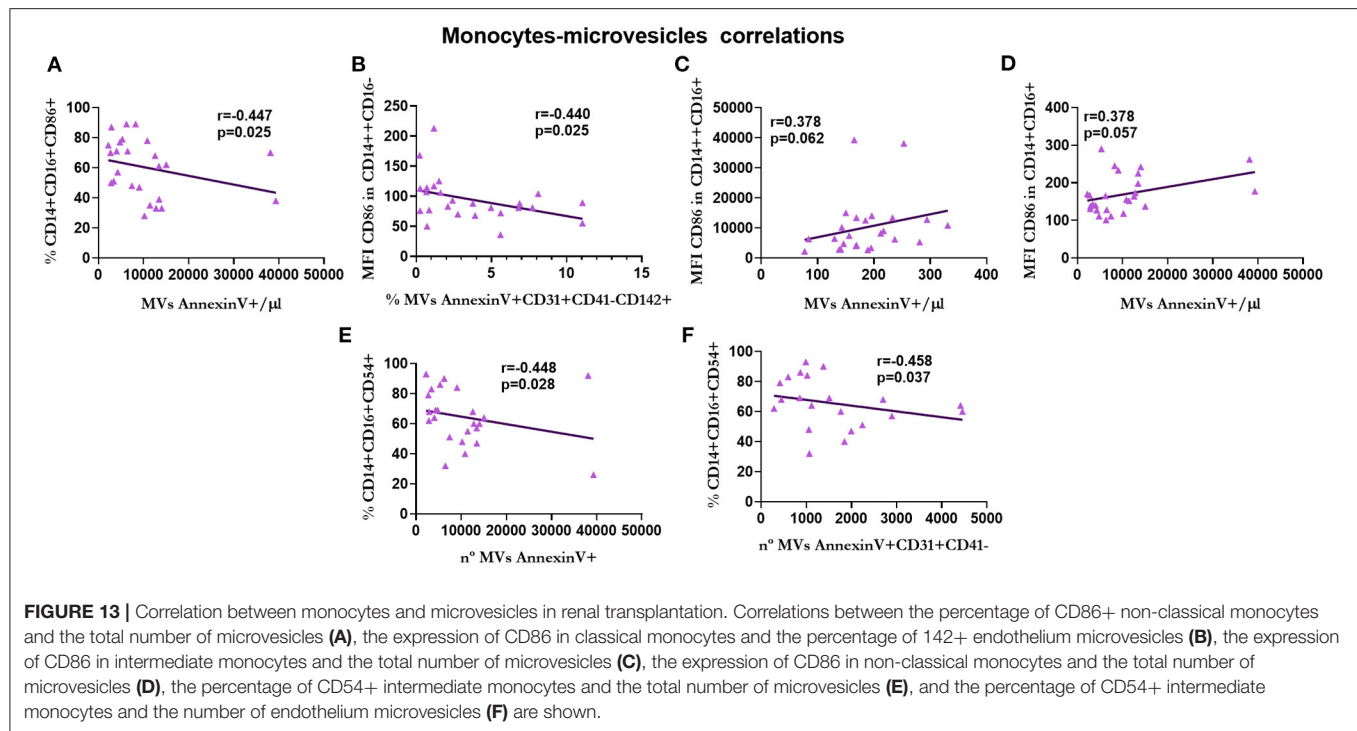 Monocytes-microvesicles correlations
A
% CD14+CD16+CD86+
100
80
60
40
20
0
r=-0.447
p=0.025
0 10000 20000 30000 40000 50000
MVs AnnexinV+/µl
B
MFI CD86 in CD14++CD16-
250
200
150
100
50
0
r=-0.440
p=0.025
0 5 10 15
% MVs AnnexinV+CD31+CD41-CD142+
C
MFI CD86 in CD14++CD16+
50000
40000
30000
20000
10000
0
r=0.378
p=0.062
0 100 200 300 400
MVs AnnexinV+/µl
D
MFI CD86 in CD14+CD16+
400
300
200
100
0
r=0.378
p=0.057
0 10000 20000 30000 40000 50000
MVs AnnexinV+/µl
E
% CD14+CD16+CD54+
100
80
60
40
20
0
r=-0.448
p=0.028
0 10000 20000 30000 40000 50000
nº MVs AnnexinV+
F
% CD14+CD16+CD54+
100
80
60
40
20
0
r=-0.458
p=0.037
0 1000 2000 3000 4000 5000
nº MVs AnnexinV+CD31+CD41-
FIGURE 13 | Correlation between monocytes and microvesicles in renal transplantation. Correlations between the percentage of CD86+ non-classical monocytes
and the total number of microvesicles (A), the expression of CD86 in classical monocytes and the percentage of 142+ endothelium microvesicles (B), the expression
of CD86 in intermediate monocytes and the total number of microvesicles (C), the expression of CD86 in non-classical monocytes and the total number of
microvesicles (D), the percentage of CD54+ intermediate monocytes and the total number of microvesicles (E), and the percentage of CD54+ intermediate
monocytes and the number of endothelium microvesicles (F) are shown.